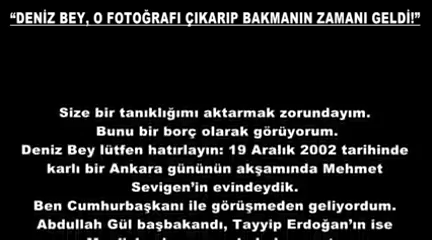 “DENİZ BEY, O FOTOĞRAFI ÇIKARIP BAKMANIN ZAMANI GELDİ!”
Size bir tanıklığımı aktarmak zorundayım.
Bunu bir borç olarak görüyorum.
Deniz Bey lütfen hatırlayın: 19 Aralık 2002 tarihinde
karlı bir Ankara gününün akşamında Mehmet
Sevigen’in evindeydik.
Ben Cumhurbaşkanı ile görüşmeden geliyordum.
Abdullah Gül başbakandı, Tayyip Erdoğan’ın ise